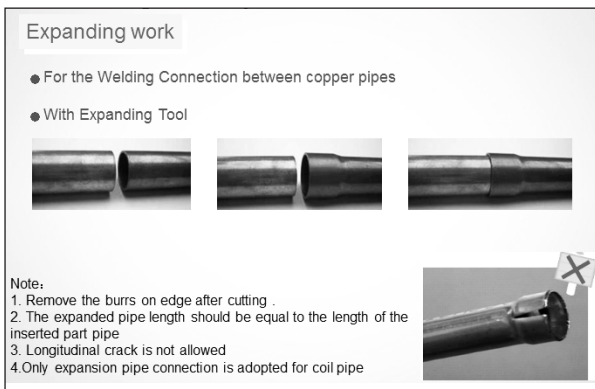 Expanding work
For the Welding Connection between copper pipes
With Expanding Tool
Note:
1. Remove the burrs on edge after cutting .
2. The expanded pipe length should be equal to the length of the
inserted part pipe
3. Longitudinal crack is not allowed
4.Only expansion pipe connection is adopted for coil pipe